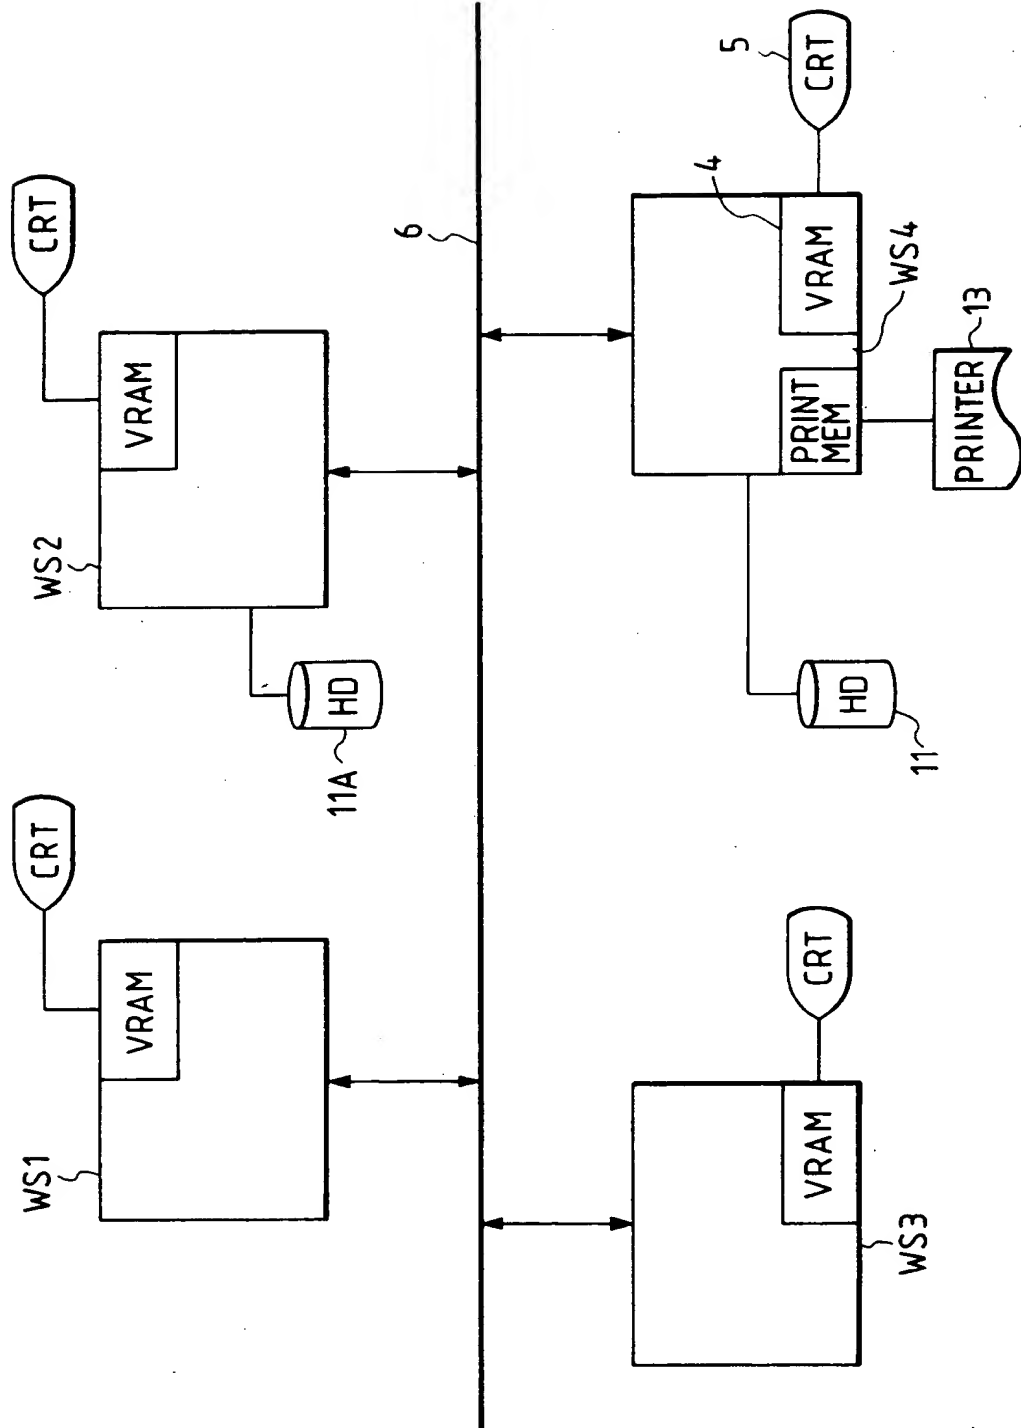 WS1
VRAM
CRT
WS2
VRAM
CRT
HD
11A
6
WS3
VRAM
CRT
HD
11
PRINT
MEM
VRAM
4
CRT
5
WS4
PRINTER
13